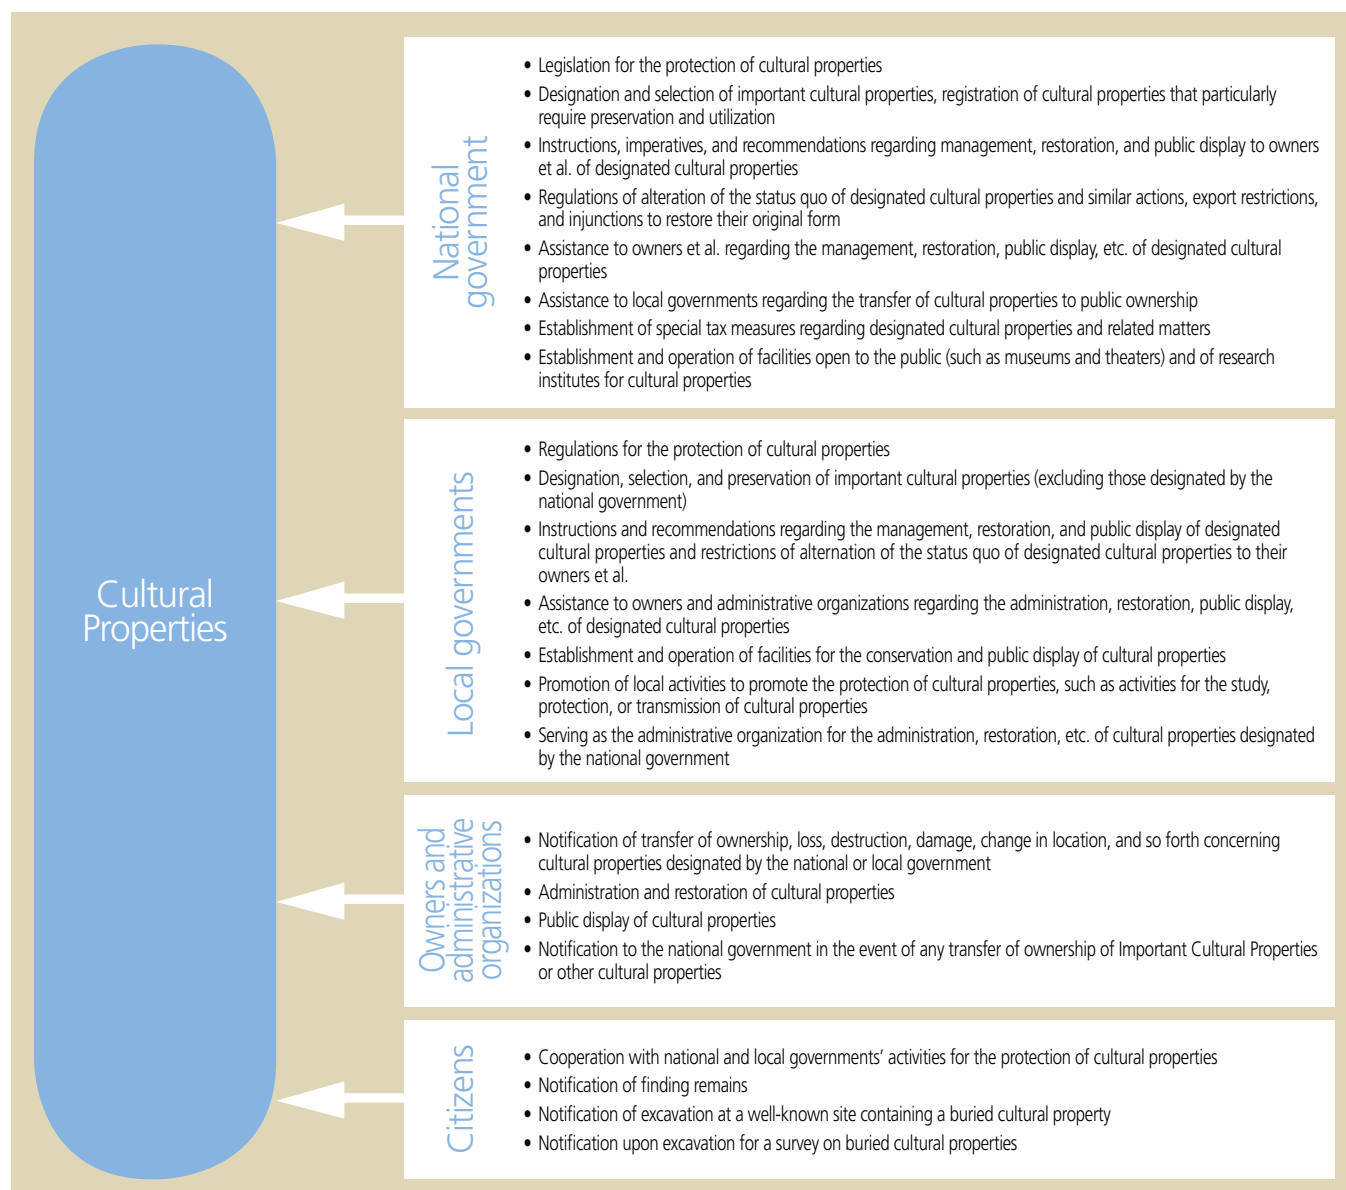 Cultural
Properties
National
government
• Legislation for the protection of cultural properties
• Designation and selection of important cultural properties, registration of cultural properties that particularly
require preservation and utilization
• Instructions, imperatives, and recommendations regarding management, restoration, and public display to owners
et al. of designated cultural properties
• Regulations of alteration of the status quo of designated cultural properties and similar actions, export restrictions,
and injunctions to restore their original form
• Assistance to owners et al. regarding the management, restoration, public display, etc. of designated cultural
properties
• Assistance to local governments regarding the transfer of cultural properties to public ownership
• Establishment of special tax measures regarding designated cultural properties and related matters
• Establishment and operation of facilities open to the public (such as museums and theaters) and of research
institutes for cultural properties
Local governments
• Regulations for the protection of cultural properties
• Designation, selection, and preservation of important cultural properties (excluding those designated by the
national government)
• Instructions and recommendations regarding the management, restoration, and public display of designated
cultural properties and restrictions of alternation of the status quo of designated cultural properties to their
owners et al.
• Assistance to owners and administrative organizations regarding the administration, restoration, public display,
etc. of designated cultural properties
• Establishment and operation of facilities for the conservation and public display of cultural properties
• Promotion of local activities to promote the protection of cultural properties, such as activities for the study,
protection, or transmission of cultural properties
• Serving as the administrative organization for the administration, restoration, etc. of cultural properties designated
by the national government
Owners and
administrative
organizations
• Notification of transfer of ownership, loss, destruction, damage, change in location, and so forth concerning
cultural properties designated by the national or local government
• Administration and restoration of cultural properties
• Public display of cultural properties
• Notification to the national government in the event of any transfer of ownership of Important Cultural Properties
or other cultural properties
Citizens
• Cooperation with national and local governments' activities for the protection of cultural properties
• Notification of finding remains
• Notification of excavation at a well-known site containing a buried cultural property
• Notification upon excavation for a survey on buried cultural properties